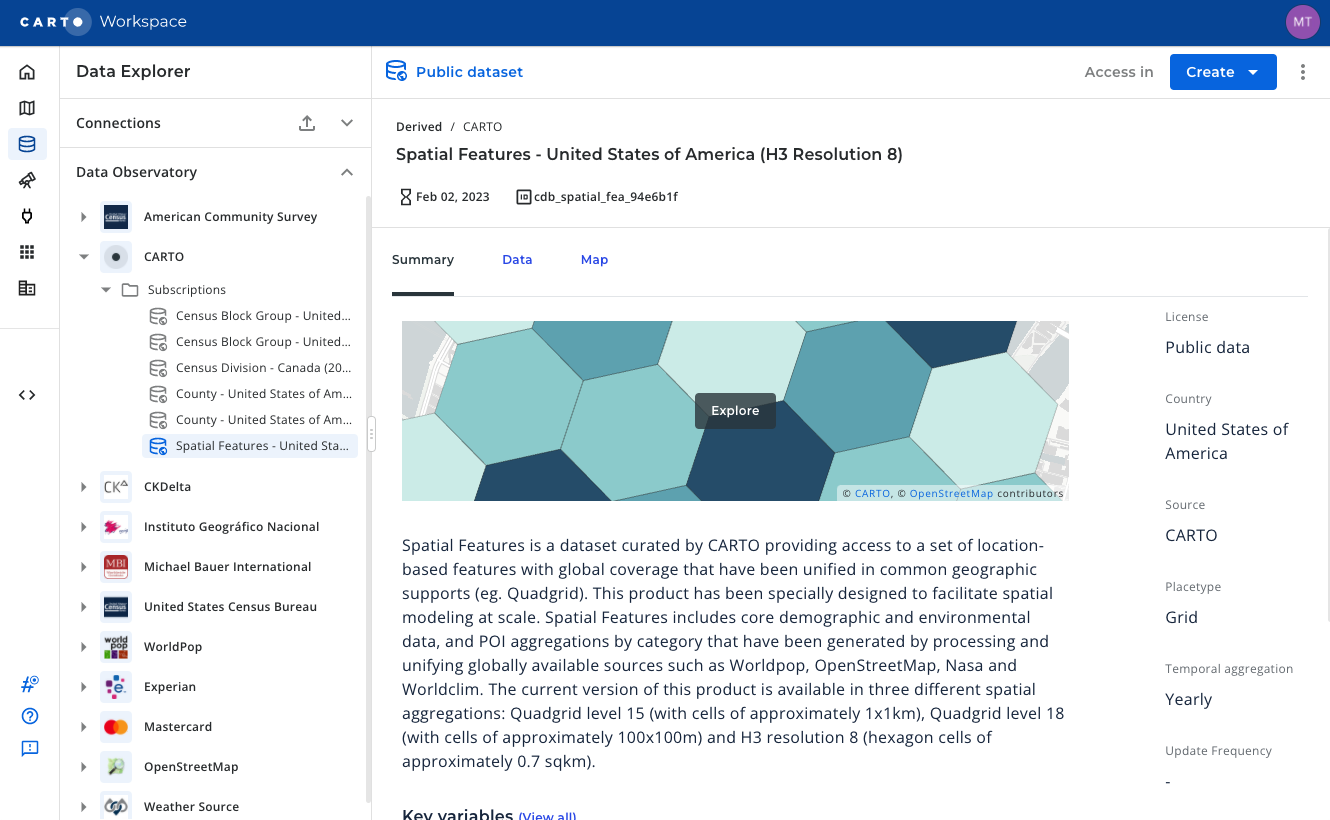 CARTO Workspace
MT
Data Explorer
Public dataset
Access in
Create
Connections
Derived / CARTO
Spatial Features - United States of America (H3 Resolution 8)
Data Observatory
Feb 02, 2023
ID cdb_spatial_fea_94e6b1f
Census American Community Survey
CARTO
Subscriptions
Census Block Group - United...
Census Block Group - United...
Census Division - Canada (20...
County - United States of Am...
County - United States of Am...
Spatial Features - United Sta...
CKΔ CKDelta
Instituto Geográfico Nacional
MBI Michael Bauer International
Census United States Census Bureau
world pop WorldPop
e. Experian
Mastercard
OpenStreetMap
Weather Source
Summary
Data
Map
Explore
© CARTO, © OpenStreetMap contributors
Spatial Features is a dataset curated by CARTO providing access to a set of location-
based features with global coverage that have been unified in common geographic
supports (eg. Quadgrid). This product has been specially designed to facilitate spatial
modeling at scale. Spatial Features includes core demographic and environmental
data, and POI aggregations by category that have been generated by processing and
unifying globally available sources such as Worldpop, OpenStreetMap, Nasa and
Worldclim. The current version of this product is available in three different spatial
aggregations: Quadgrid level 15 (with cells of approximately 1x1km), Quadgrid level 18
(with cells of approximately 100x100m) and H3 resolution 8 (hexagon cells of
approximately 0.7 sqkm).
Key variables (View all)
License
Public data
Country
United States of
America
Source
CARTO
Placetype
Grid
Temporal aggregation
Yearly
Update Frequency
-